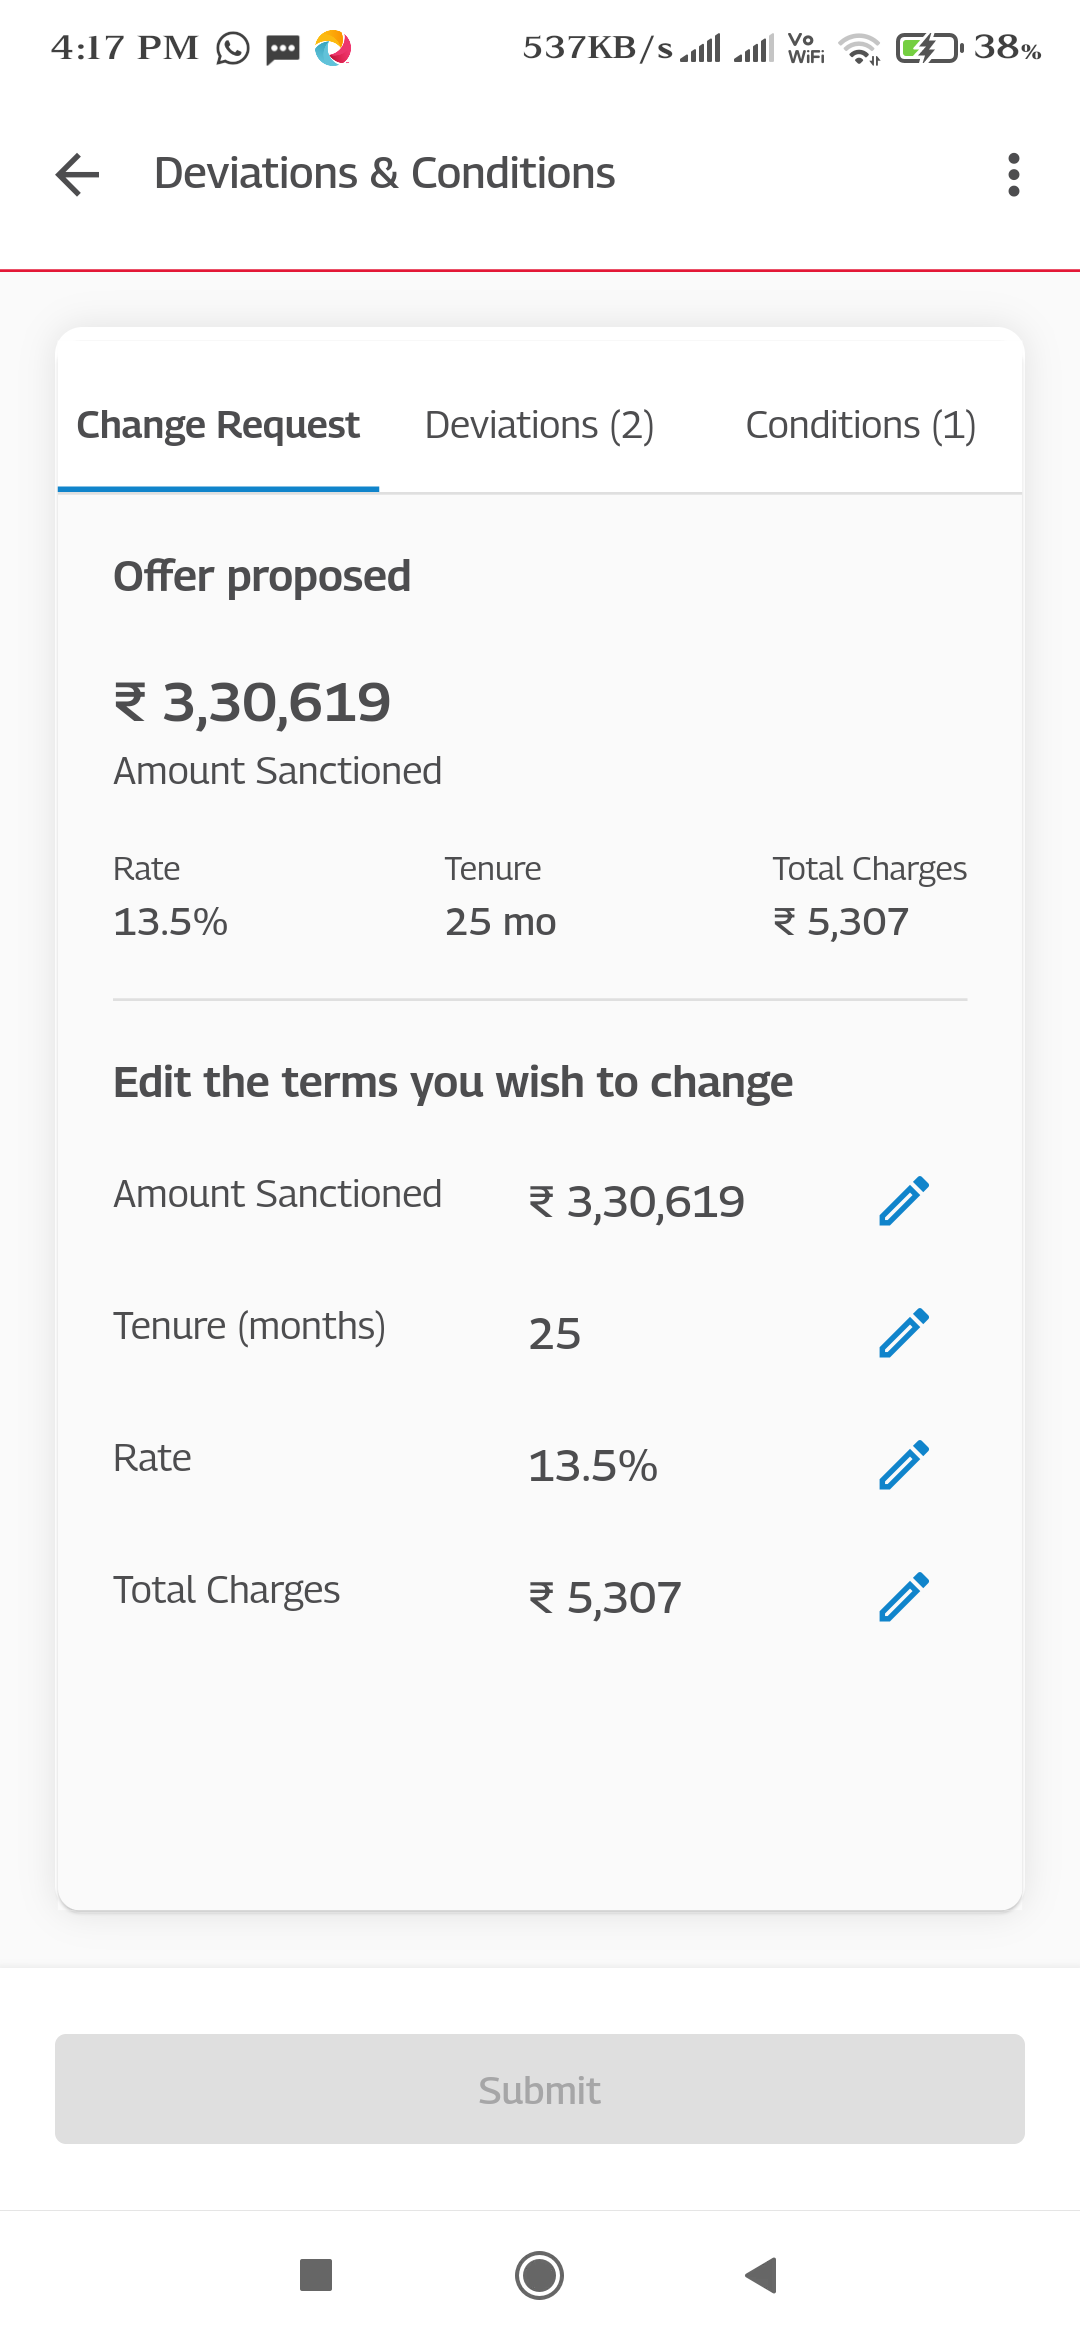 4:17 PM 537KB/s Vo WiFi 38%
Deviations & Conditions
Change Request Deviations (2) Conditions (1)
Offer proposed
₹ 3,30,619
Amount Sanctioned
Rate Tenure Total Charges
13.5% 25 mo ₹ 5,307
Edit the terms you wish to change
Amount Sanctioned ₹ 3,30,619
Tenure (months) 25
Rate 13.5%
Total Charges ₹ 5,307
Submit